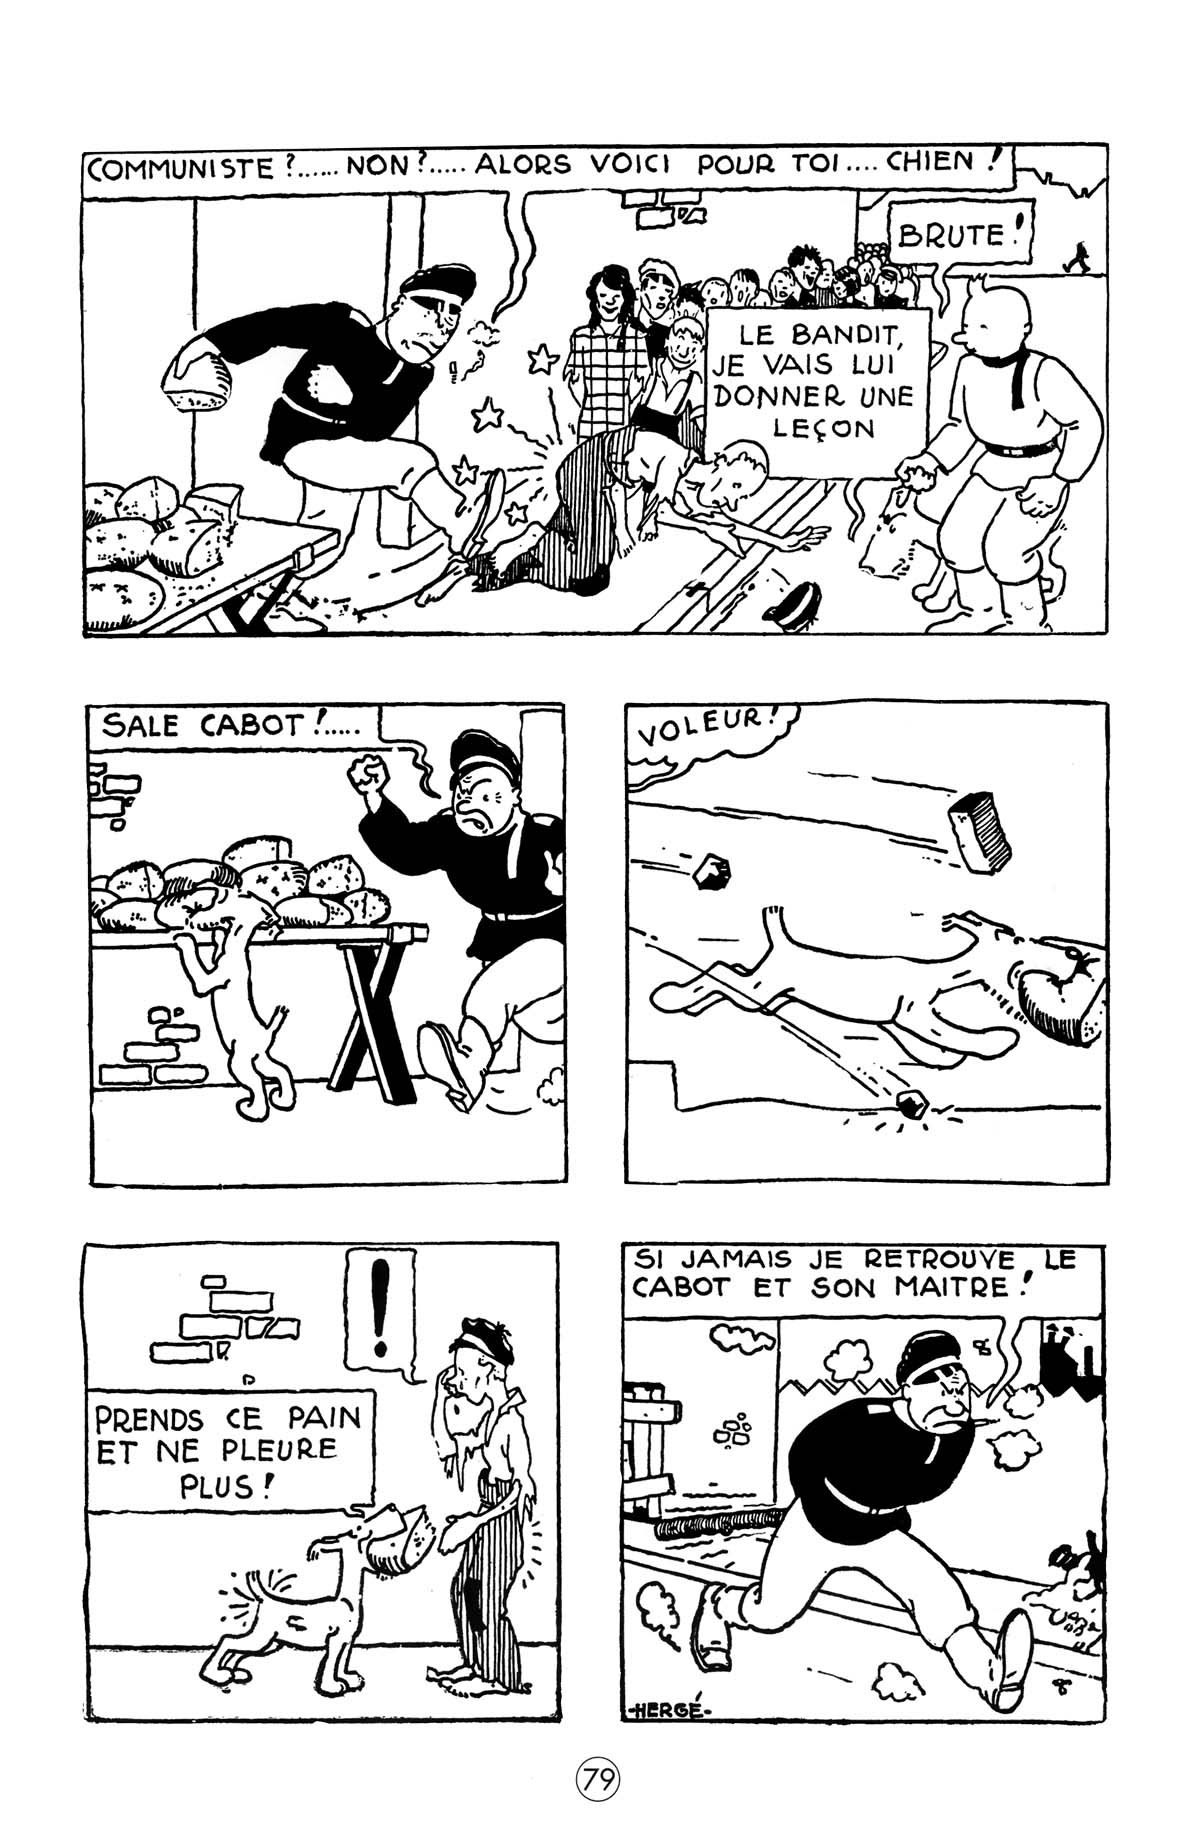 COMMUNISTE ?...... NON ?..... ALORS VOICI POUR TOI .... CHIEN !
BRUTE !
LE BANDIT,
JE VAIS LUI
DONNER UNE
LEÇON
SALE CABOT !.....
VOLEUR !
!
PRENDS CE PAIN
ET NE PLEURE
PLUS !
SI JAMAIS JE RETROUVE, LE
CABOT ET SON MAITRE !
-HERGÉ-
79